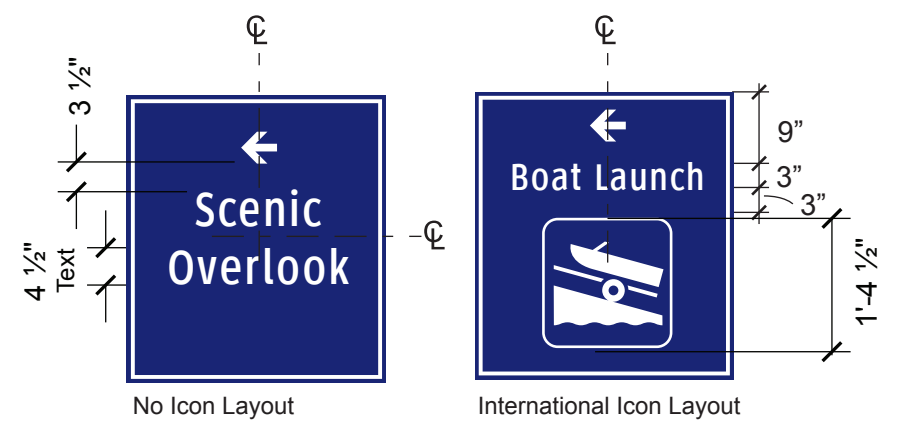 ℄
3 ½"
4 ½"
Text
Scenic
Overlook
℄
No Icon Layout
℄
Boat Launch
9”
3”
3”
1'-4 ½"
International Icon Layout